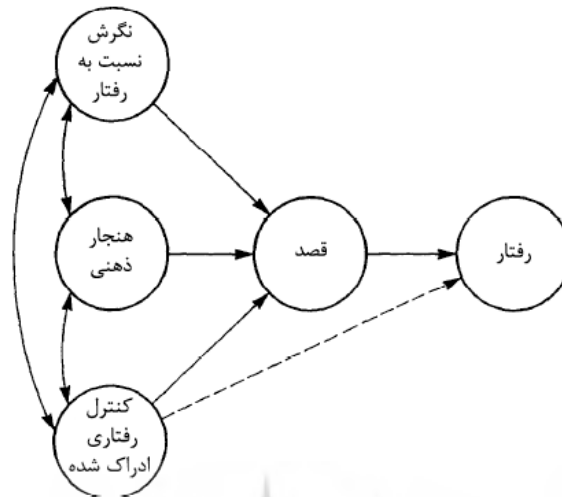 نگرش
نسبت به
رفتار
هنجار
ذهنی
قصد
رفتار
کنترل
رفتاری
ادراک شده